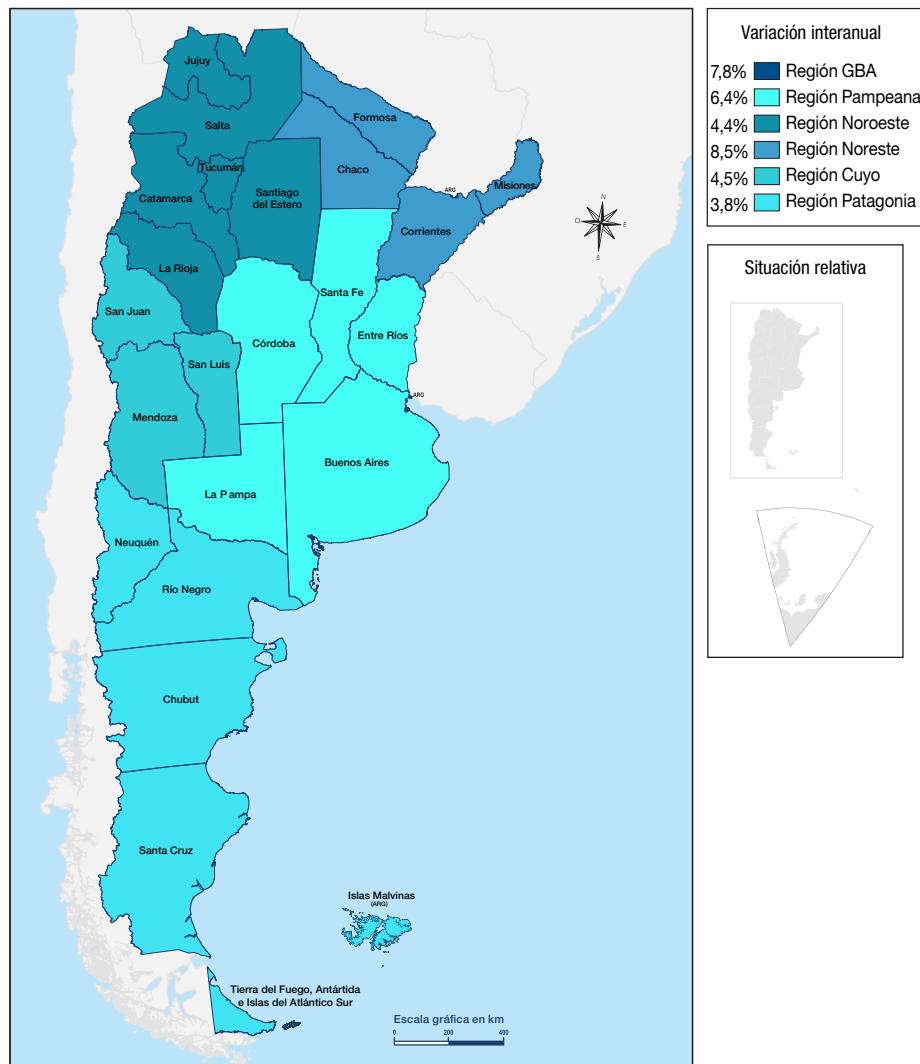 Jujuy
Formosa
Salta
Tucumán
Chaco
ARG
Misiones
Catamarca
Santiago
del Estero
Corrientes
La Rioja
San Juan
Santa Fe
Entre Ríos
Córdoba
San Luis
ARG
Mendoza
Buenos Aires
La Pampa
Neuquén
Río Negro
Chubut
Santa Cruz
Islas Malvinas
(ARG)
Tierra del Fuego, Antártida
e Islas del Atlántico Sur
Escala gráfica en km
0 200 400
N
O E
S
Variación interanual
7,8% Región GBA
6,4% Región Pampeana
4,4% Región Noroeste
8,5% Región Noreste
4,5% Región Cuyo
3,8% Región Patagonia
Situación relativa